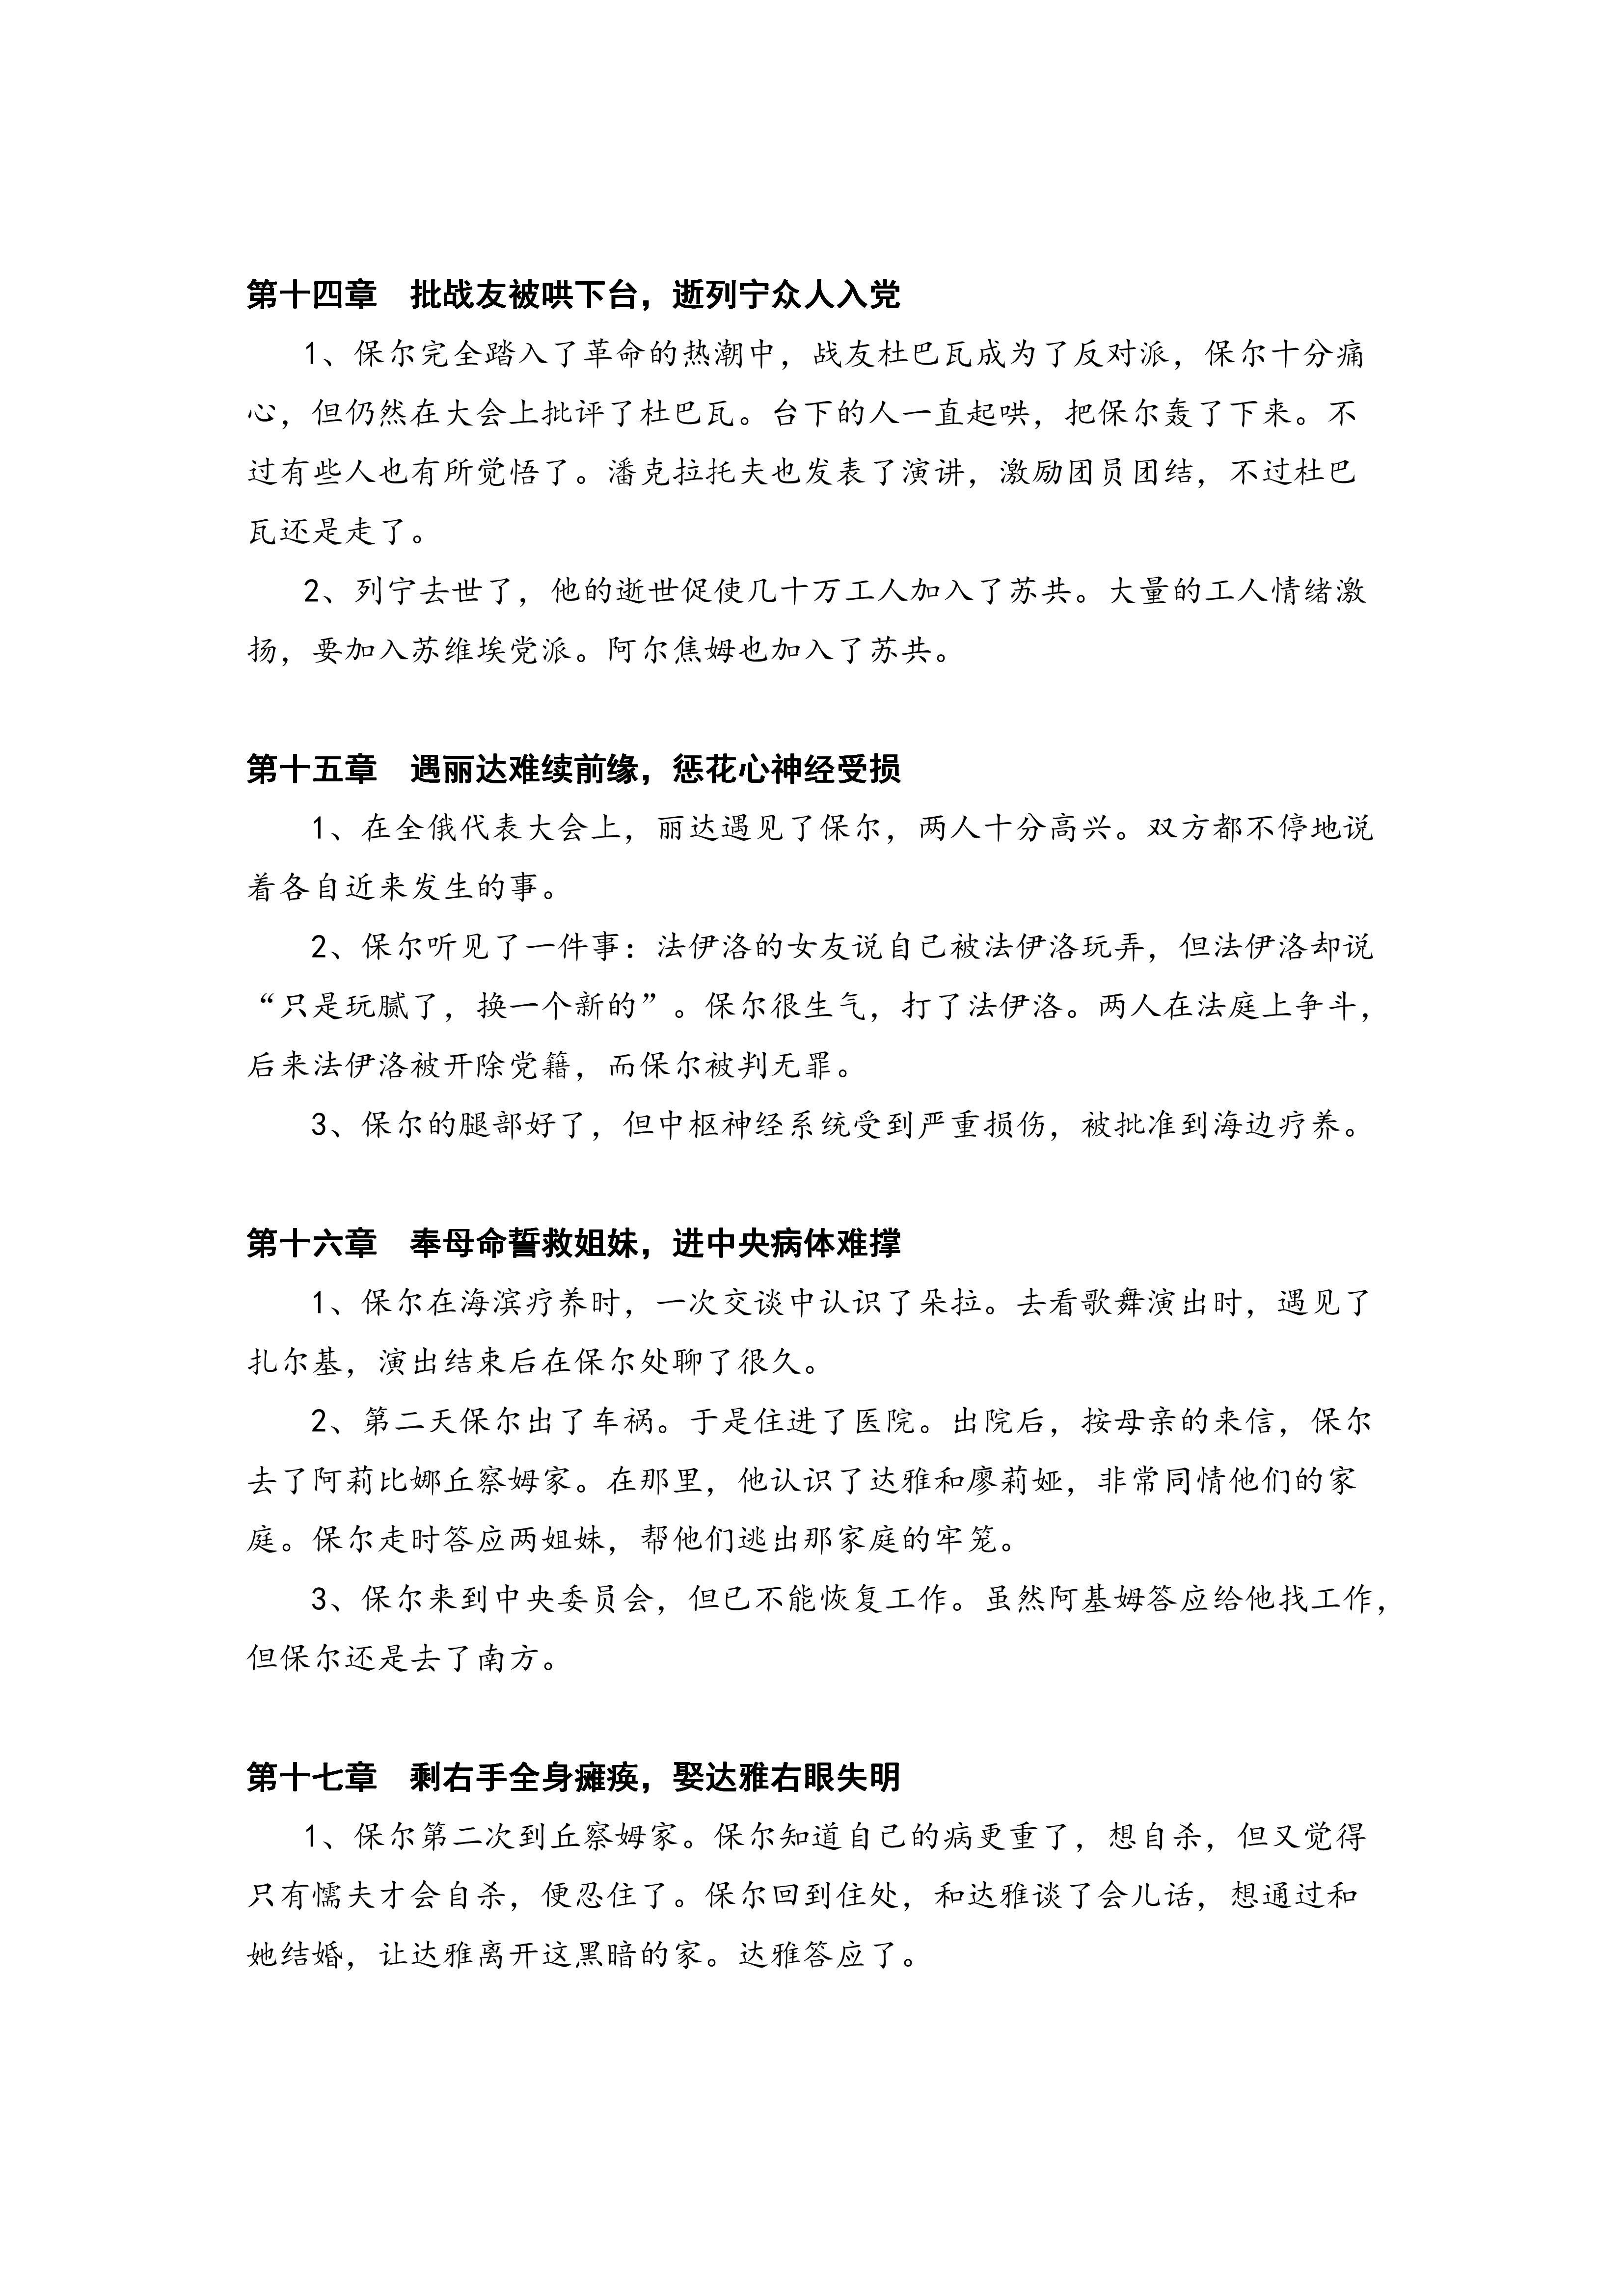 第十四章　批战友被哄下台，逝列宁众人入党
1、保尔完全踏入了革命的热潮中，战友杜巴瓦成为了反对派，保尔十分痛
心，但仍然在大会上批评了杜巴瓦。台下的人一直起哄，把保尔轰了下来。不
过有些人也有所觉悟了。潘克拉托夫也发表了演讲，激励团员团结，不过杜巴
瓦还是走了。
2、列宁去世了，他的逝世促使几十万工人加入了苏共。大量的工人情绪激
扬，要加入苏维埃党派。阿尔焦姆也加入了苏共。
第十五章　遇丽达难续前缘，惩花心神经受损
1、在全俄代表大会上，丽达遇见了保尔，两人十分高兴。双方都不停地说
着各自近来发生的事。
2、保尔听见了一件事：法伊洛的女友说自己被法伊洛玩弄，但法伊洛却说
“只是玩腻了，换一个新的”。保尔很生气，打了法伊洛。两人在法庭上争斗，
后来法伊洛被开除党籍，而保尔被判无罪。
3、保尔的腿部好了，但中枢神经系统受到严重损伤，被批准到海边疗养。
第十六章　奉母命誓救姐妹，进中央病体难撑
1、保尔在海滨疗养时，一次交谈中认识了朵拉。去看歌舞演出时，遇见了
扎尔基，演出结束后在保尔处聊了很久。
2、第二天保尔出了车祸。于是住进了医院。出院后，按母亲的来信，保尔
去了阿莉比娜丘察姆家。在那里，他认识了达雅和廖莉娅，非常同情他们的家
庭。保尔走时答应两姐妹，帮他们逃出那家庭的牢笼。
3、保尔来到中央委员会，但已不能恢复工作。虽然阿基姆答应给他找工作，
但保尔还是去了南方。
第十七章　剩右手全身瘫痪，娶达雅右眼失明
1、保尔第二次到丘察姆家。保尔知道自己的病更重了，想自杀，但又觉得
只有懦夫才会自杀，便忍住了。保尔回到住处，和达雅谈了会儿话，想通过和
她结婚，让达雅离开这黑暗的家。达雅答应了。